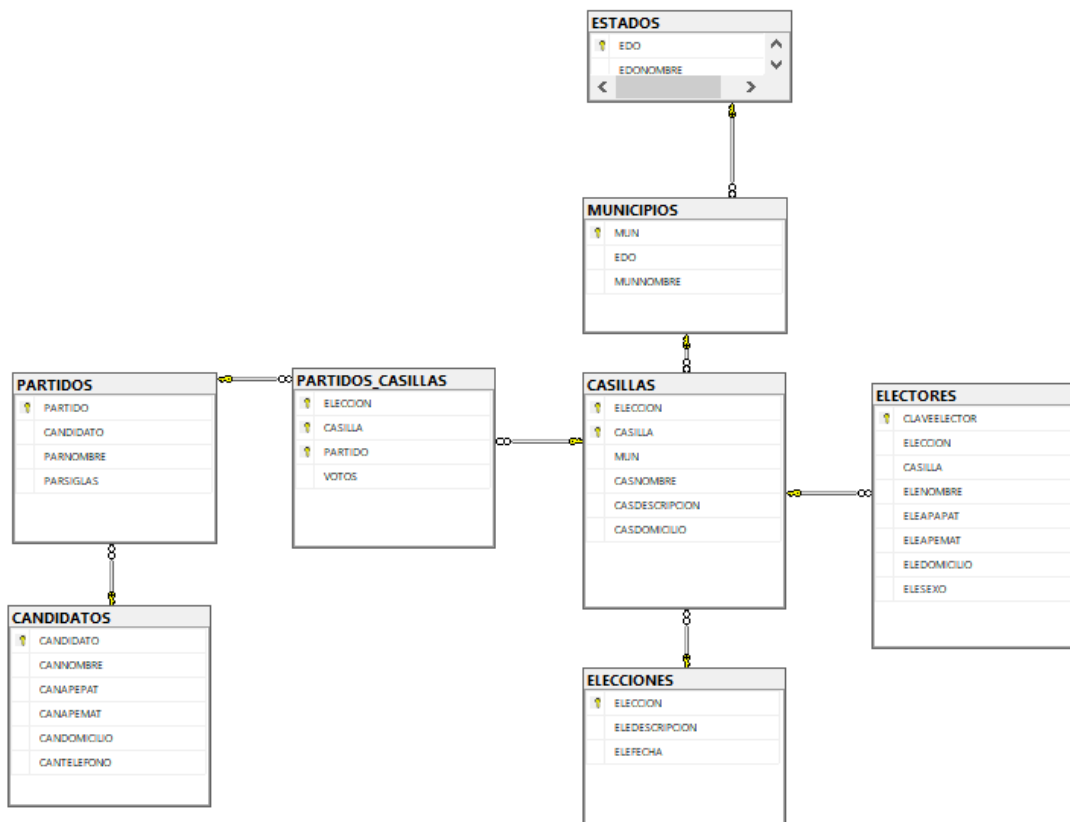 ESTADOS
EDO
EDONOMBRE
MUNICIPIOS
MUN
EDO
MUNNOMBRE
PARTIDOS
PARTIDO
CANDIDATO
PARNOMBRE
PARSIGLAS
PARTIDOS_CASILLAS
ELECCION
CASILLA
PARTIDO
VOTOS
CASILLAS
ELECCION
CASILLA
MUN
CASNOMBRE
CASDESCRIPCION
CASDOMICILIO
ELECTORES
CLAVEELECTOR
ELECCION
CASILLA
ELENOMBRE
ELEAPAPAT
ELEAPEMAT
ELEDOMICILIO
ELESEXO
CANDIDATOS
CANDIDATO
CANNOMBRE
CANAPEPAT
CANAPEMAT
CANDOMICILIO
CANTELEFONO
ELECCIONES
ELECCION
ELEDESCRIPCION
ELEFECHA